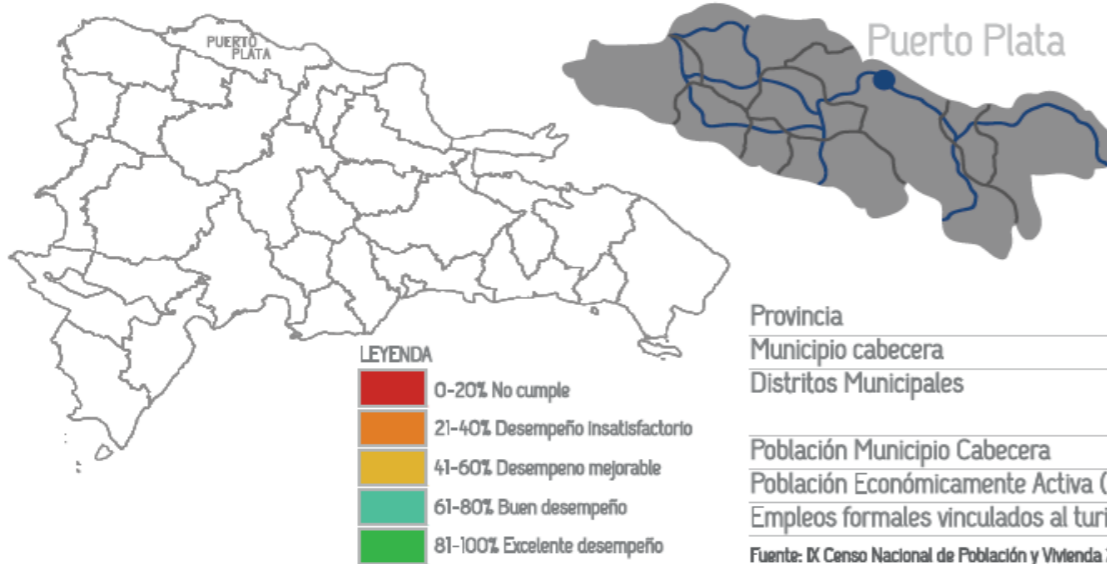 PUERTO
PLATA
Puerto Plata
LEYENDA
0-20% No cumple
21-40% Desempeño insatisfactorio
41-60% Desempeno mejorable
61-80% Buen desempeño
81-100% Excelente desempeño
Provincia
Municipio cabecera
Distritos Municipales
Población Municipio Cabecera
Población Económicamente Activa (
Empleos formales vinculados al turi
Fuente: IX Censo Nacional de Población y Vivienda